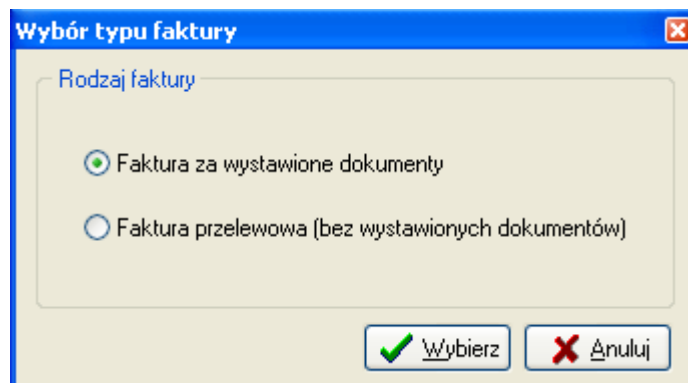 Wybór typu faktury
Rodzaj faktury
Faktura za wystawione dokumenty
Faktura przelewowa (bez wystawionych dokumentów)
Wybierz Anuluj